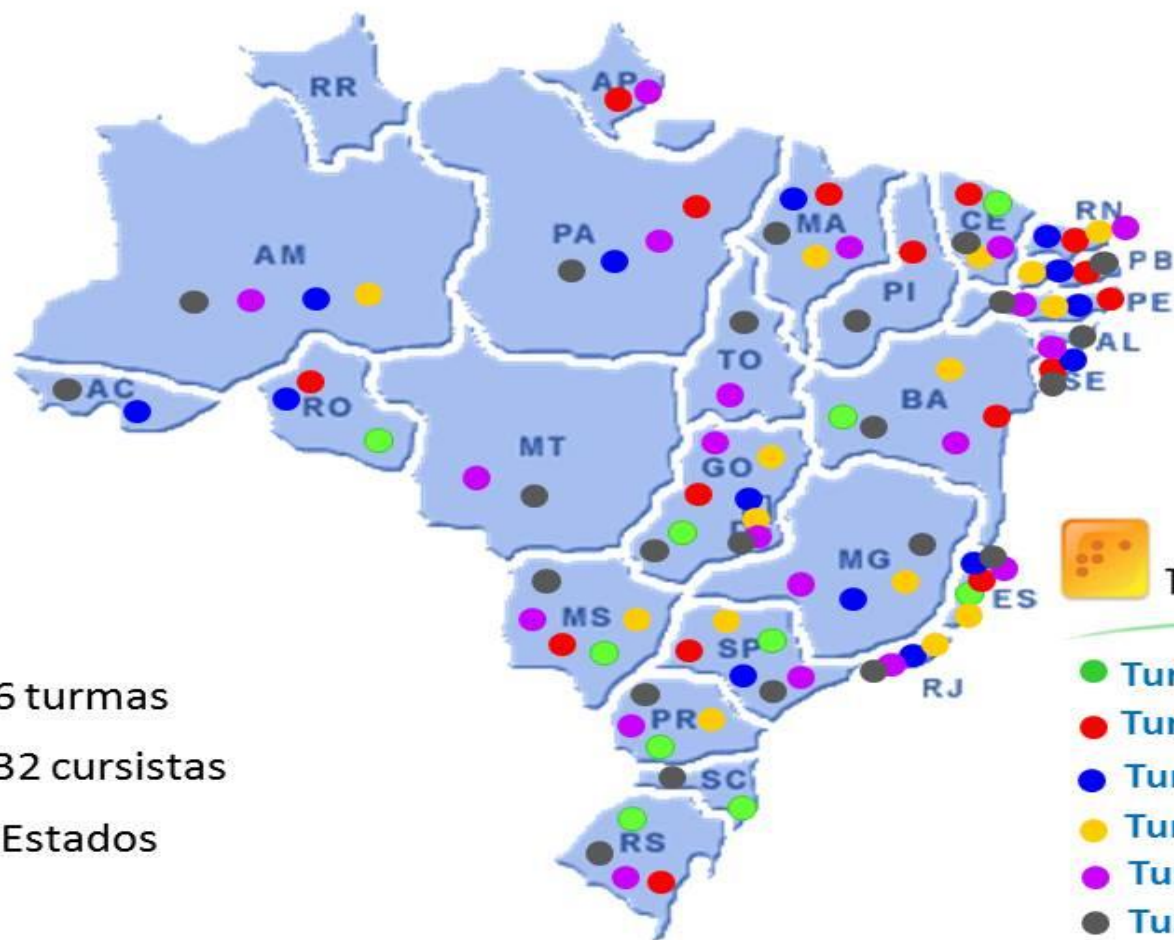 RR
AP
AM
PA
MA
CE
RN
PB
PI
PE
AL
SE
AC
RO
TO
BA
MT
GO
MG
ES
MS
SP
RJ
PR
SC
RS
6 turmas
32 cursistas
Estados